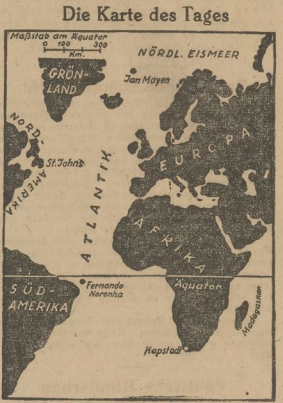 Die Karte des Tages
Maßstab am Äquator
0 100 300
Km.
NÖRDL. EISMEER
GRÖN-
LAND
Jan Mayen
NORD-
AMERIKA
St. Johns
EUROPA
ATLANTIK
AFRIKA
SÜD-
AMERIKA
Fernando
Noronha
Äquator
Madagaskar
Kapstadt